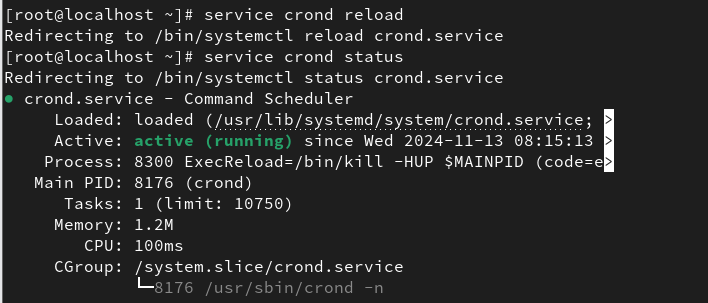 [root@localhost ~]# service crond reload
Redirecting to /bin/systemctl reload crond.service
[root@localhost ~]# service crond status
Redirecting to /bin/systemctl status crond.service
● crond.service - Command Scheduler
     Loaded: loaded (/usr/lib/systemd/system/crond.service; >
     Active: active (running) since Wed 2024-11-13 08:15:13 >
    Process: 8300 ExecReload=/bin/kill -HUP $MAINPID (code=e>
   Main PID: 8176 (crond)
      Tasks: 1 (limit: 10750)
     Memory: 1.2M
        CPU: 100ms
     CGroup: /system.slice/crond.service
             └─8176 /usr/sbin/crond -n